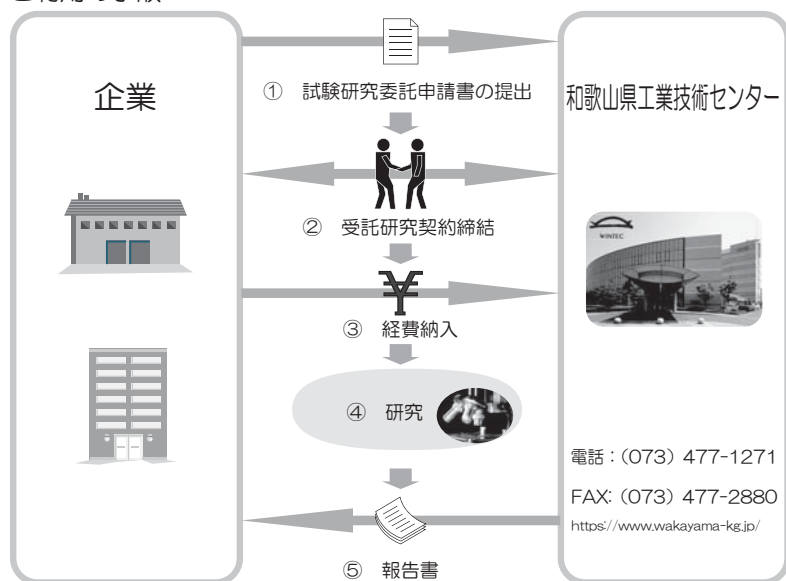 企業
① 試験研究委託申請書の提出
和歌山県工業技術センター
② 受託研究契約締結
WINTEC
¥
③ 経費納入
④ 研究
電話：(073) 477-1271
FAX: (073) 477-2880
https://www.wakayama-kg.jp/
⑤ 報告書